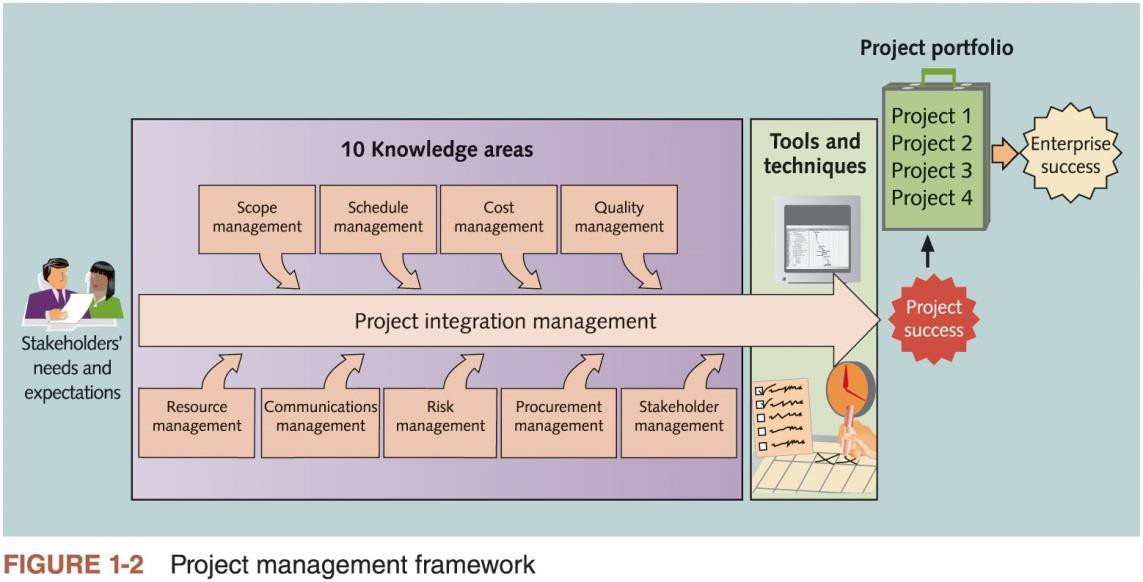 Project portfolio
Project 1
Project 2
Project 3
Project 4
Enterprise
success
10 Knowledge areas
Tools and
techniques
Scope
management
Schedule
management
Cost
management
Quality
management
Project integration management
Project
success
Stakeholders'
needs and
expectations
Resource
management
Communications
management
Risk
management
Procurement
management
Stakeholder
management
FIGURE 1-2 Project management framework